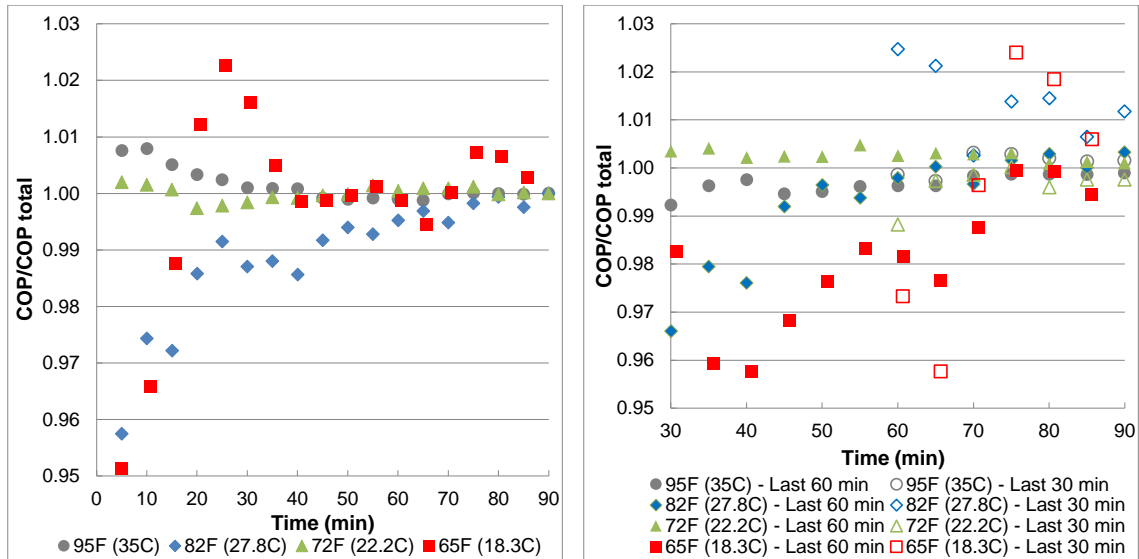 1.03
1.02
1.01
1.00
0.99
0.98
0.97
0.96
0.95
COP/COP total
0 10 20 30 40 50 60 70 80 90
Time (min)
95F (35C) 82F (27.8C) 72F (22.2C) 65F (18.3C)
1.03
1.02
1.01
1.00
0.99
0.98
0.97
0.96
0.95
COP/COP total
30 40 50 60 70 80 90
Time (min)
95F (35C) - Last 60 min 95F (35C) - Last 30 min
82F (27.8C) - Last 60 min 82F (27.8C) - Last 30 min
72F (22.2C) - Last 60 min 72F (22.2C) - Last 30 min
65F (18.3C) - Last 60 min 65F (18.3C) - Last 30 min